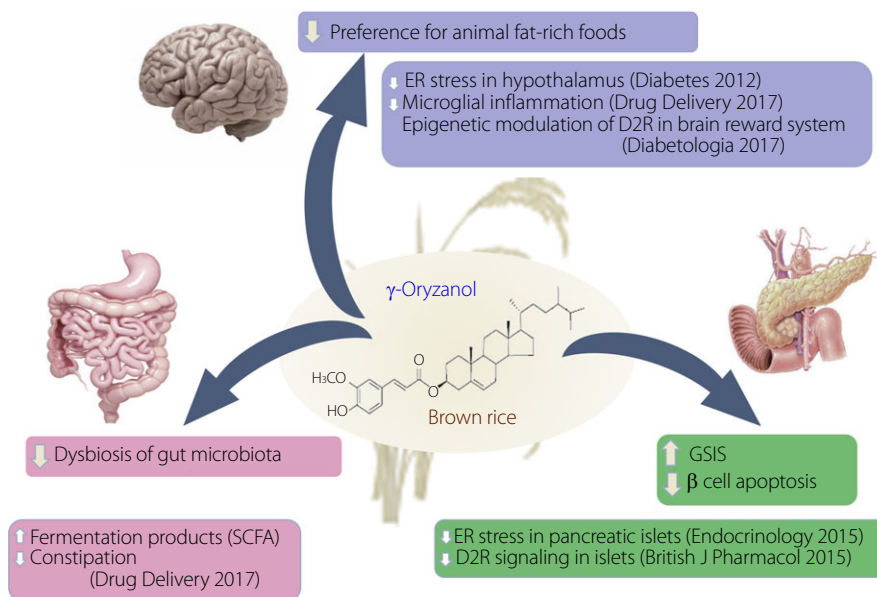 Preference for animal fat-rich foods
ER stress in hypothalamus (Diabetes 2012)
Microglial inflammation (Drug Delivery 2017)
Epigenetic modulation of D2R in brain reward system
(Diabetologia 2017)
γ-Oryzanol
H₃CO
HO
O
O
Brown rice
Dysbiosis of gut microbiota
Fermentation products (SCFA)
Constipation
(Drug Delivery 2017)
GSIS
β cell apoptosis
ER stress in pancreatic islets (Endocrinology 2015)
D2R signaling in islets (British J Pharmacol 2015)